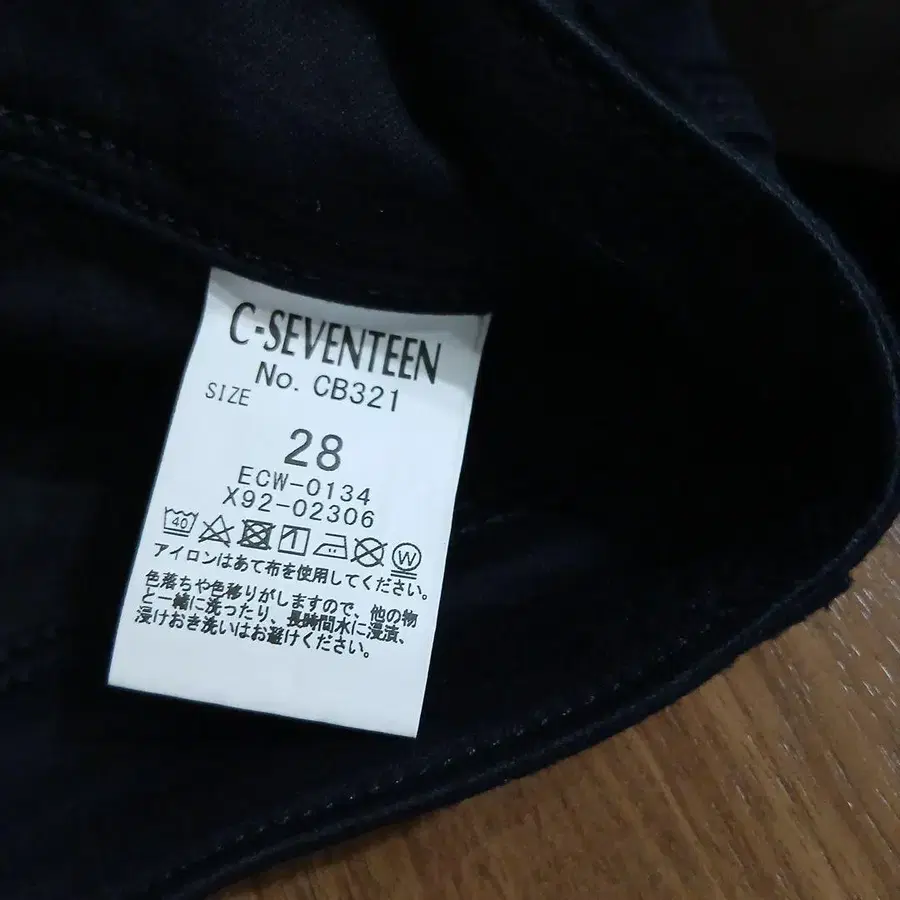 C-SEVENTEEN
No. CB321
SIZE
28
ECW-0134
X92-02306
40 W
アイロンはあて布を使用してください。
色落ちや色移りがしますので、他の物
と一緒に洗ったり、長時間水に浸漬、
浸けおき洗いはお避けください。